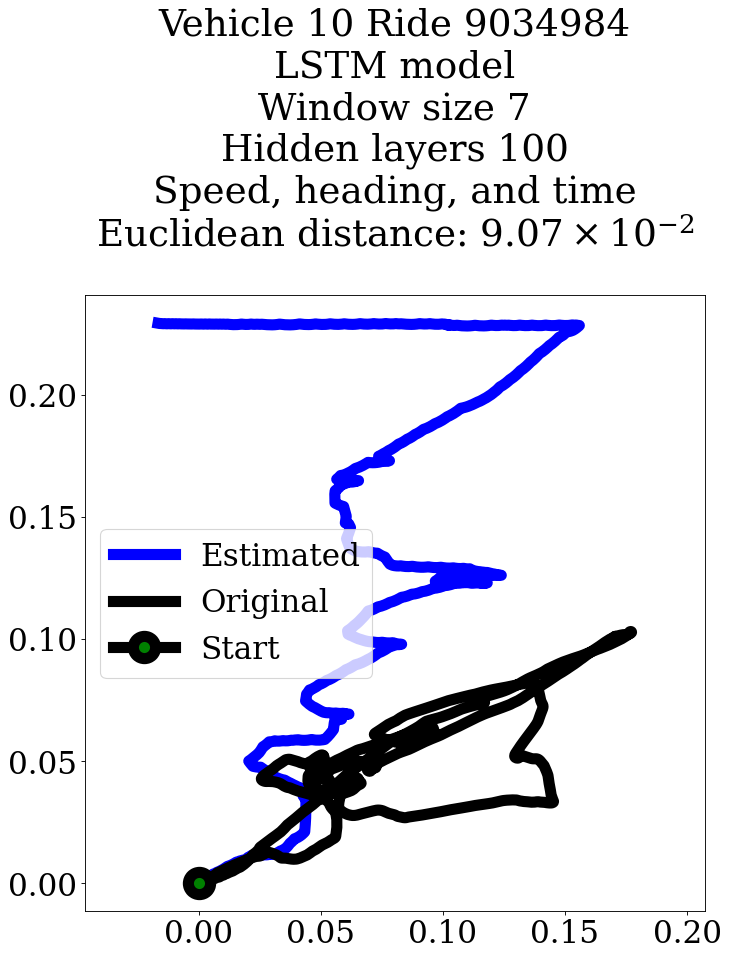 Vehicle 10 Ride 9034984
LSTM model
Window size 7
Hidden layers 100
Speed, heading, and time
Euclidean distance: 9.07 × 10⁻²
0.20
0.15
0.10
0.05
0.00
Estimated
Original
Start
0.00 0.05 0.10 0.15 0.20